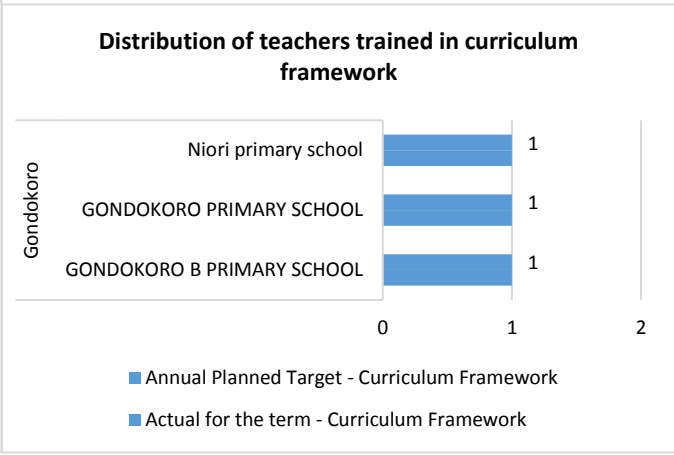 Distribution of teachers trained in curriculum
framework
Gondokoro
Niori primary school
1
GONDOKORO PRIMARY SCHOOL
1
GONDOKORO B PRIMARY SCHOOL
1
0 1 2
Annual Planned Target - Curriculum Framework
Actual for the term - Curriculum Framework